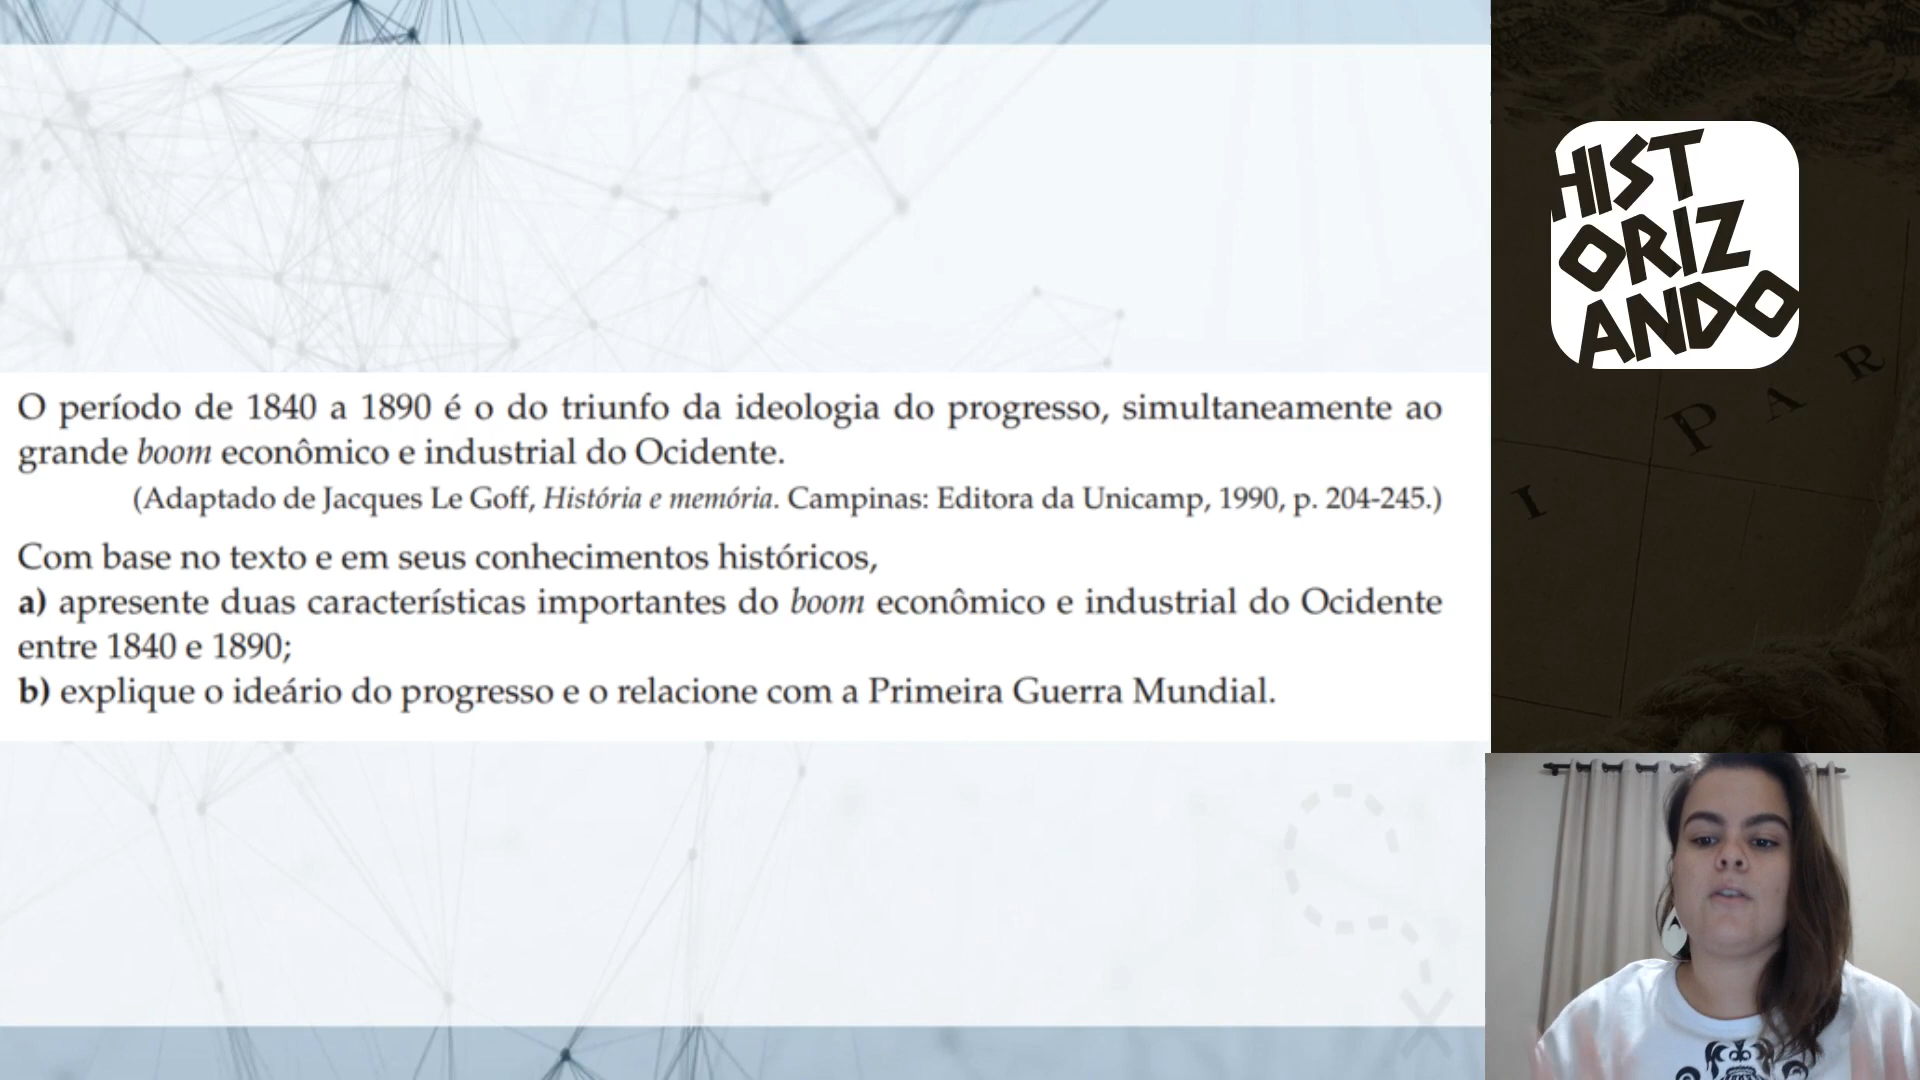 O período de 1840 a 1890 é o do triunfo da ideologia do progresso, simultaneamente ao
grande boom econômico e industrial do Ocidente.
(Adaptado de Jacques Le Goff, História e memória. Campinas: Editora da Unicamp, 1990, p. 204-245.)
Com base no texto e em seus conhecimentos históricos,
a) apresente duas características importantes do boom econômico e industrial do Ocidente
entre 1840 e 1890;
b) explique o ideário do progresso e o relacione com a Primeira Guerra Mundial.
HIST
ORIZ
ANDO
I P A R